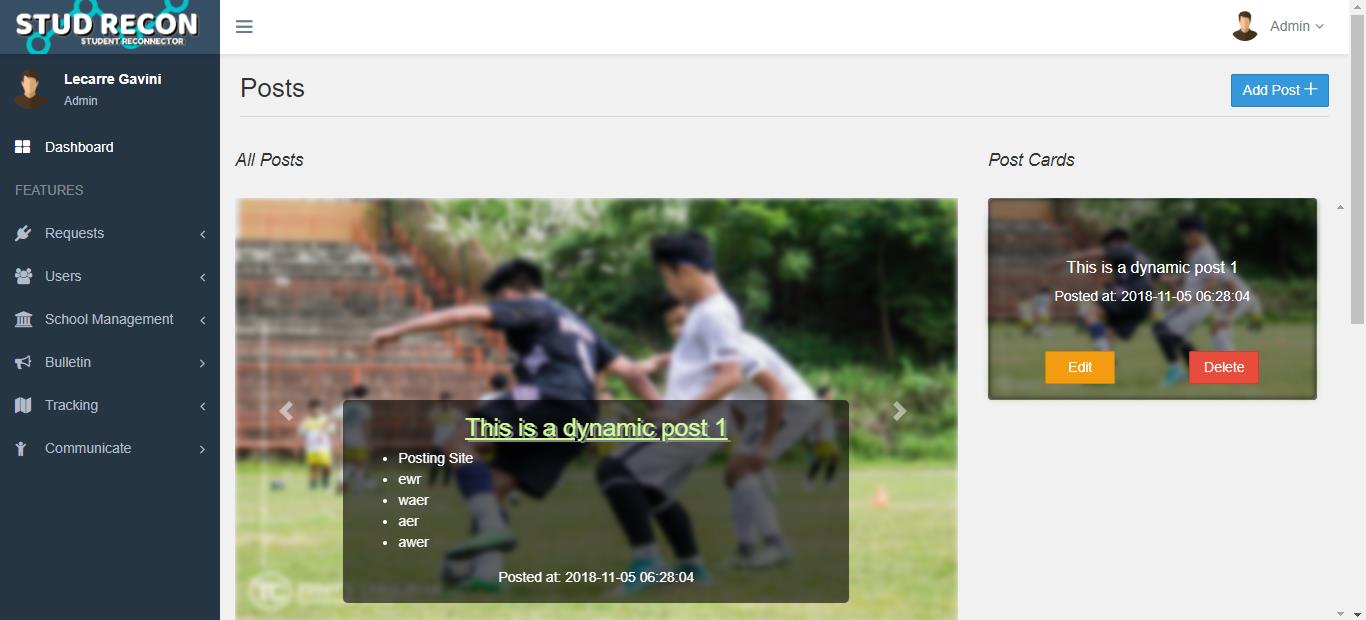 STUD RECON
STUDENT RECONNECTOR
Admin
Lecarre Gavini
Admin
Dashboard
FEATURES
Requests
Users
School Management
Bulletin
Tracking
Communicate
Posts
Add Post
All Posts
This is a dynamic post 1
Posting Site
ewr
waer
aer
awer
Posted at: 2018-11-05 06:28:04
Post Cards
This is a dynamic post 1
Posted at: 2018-11-05 06:28:04
Edit
Delete